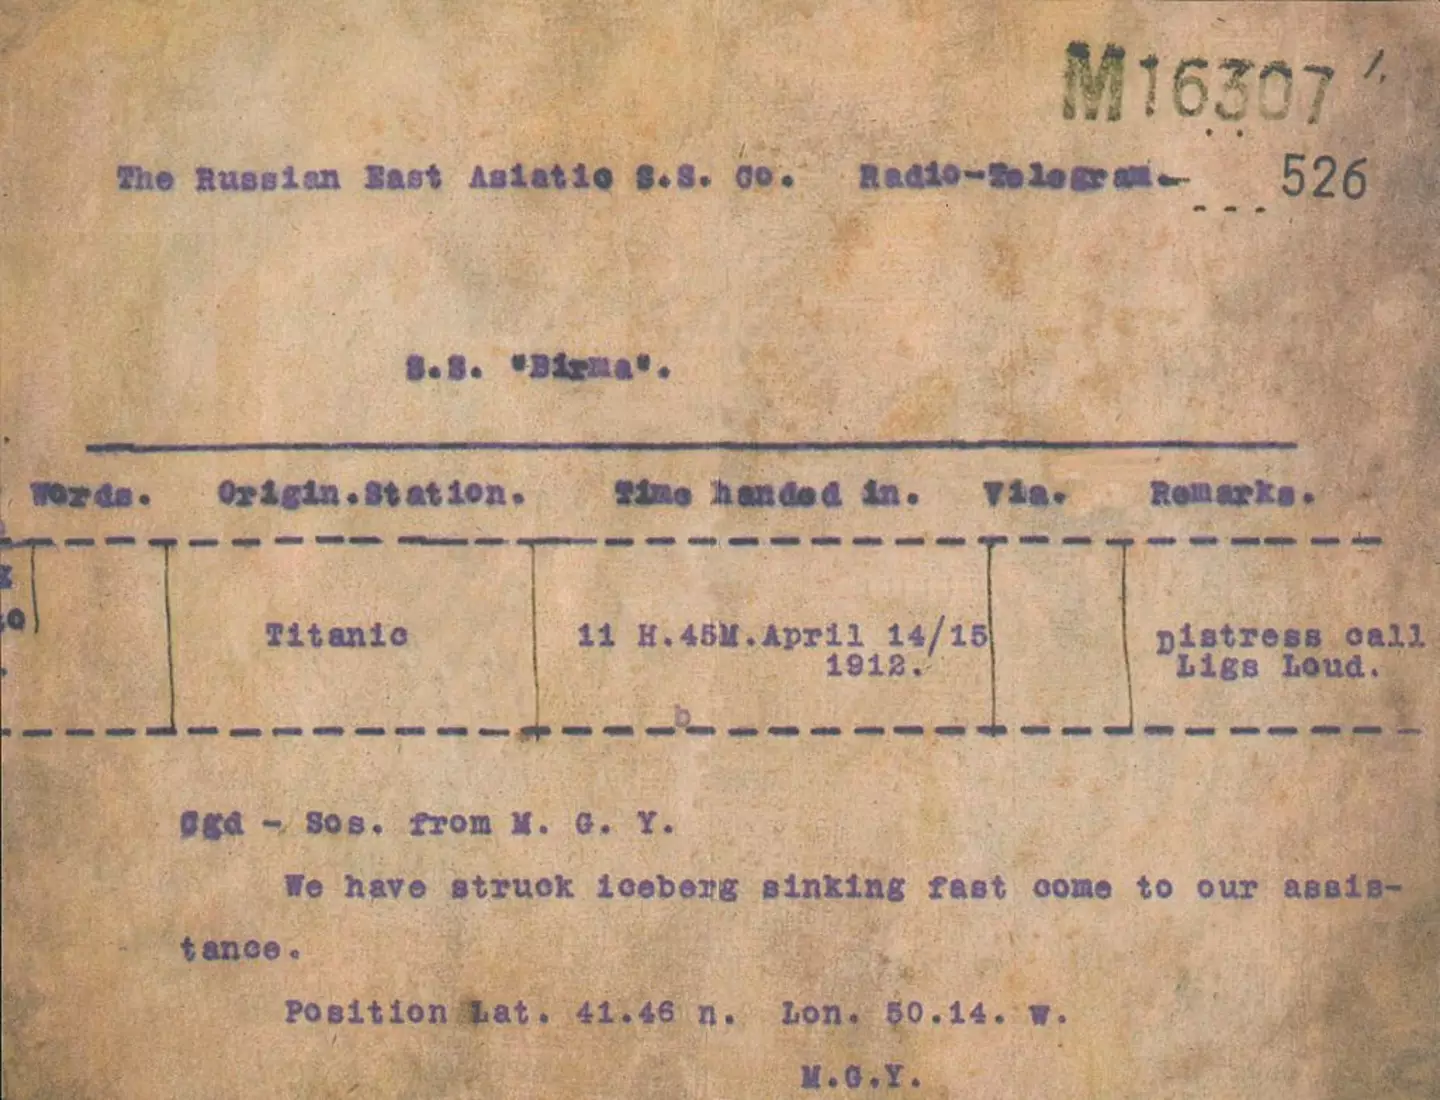 M16307
The Russian East Asiatic S.S. Co. Radio-Telegram.
526
S.S. "Birma".
Words. Origin.Station. Time handed in. Via. Remarks.
Titanic 11 H.45M.April 14/15 Distress call
1912. Ligs Loud.
b
Cgd - Sos. from M. G. Y.
We have struck iceberg sinking fast come to our assis-
tance.
Position Lat. 41.46 n. Lon. 50.14. w.
M.G.Y.